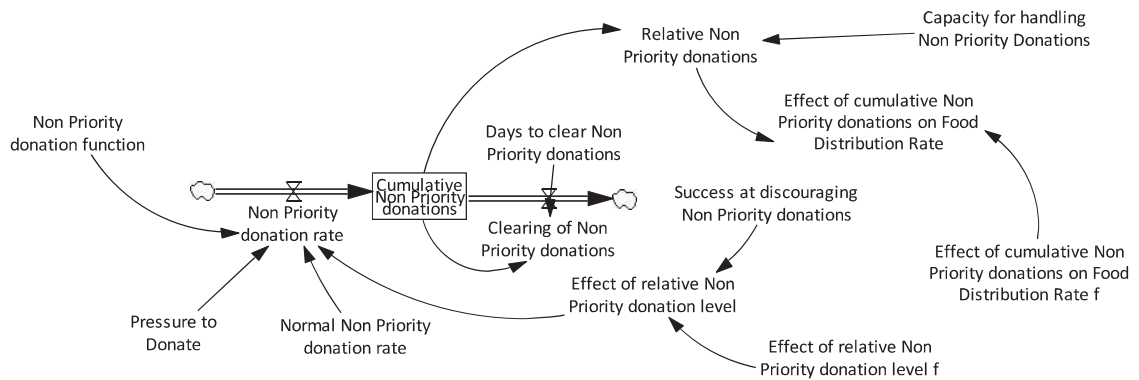 Capacity for handling
Non Priority Donations
Relative Non
Priority donations
Effect of cumulative Non
Priority donations on Food
Distribution Rate
Non Priority
donation function
Days to clear Non
Priority donations
Cumulative
Non Priority
donations
Success at discouraging
Non Priority donations
Non Priority
donation rate
Clearing of Non
Priority donations
Effect of cumulative Non
Priority donations on Food
Distribution Rate f
Effect of relative Non
Priority donation level
Pressure to
Donate
Normal Non Priority
donation rate
Effect of relative Non
Priority donation level f